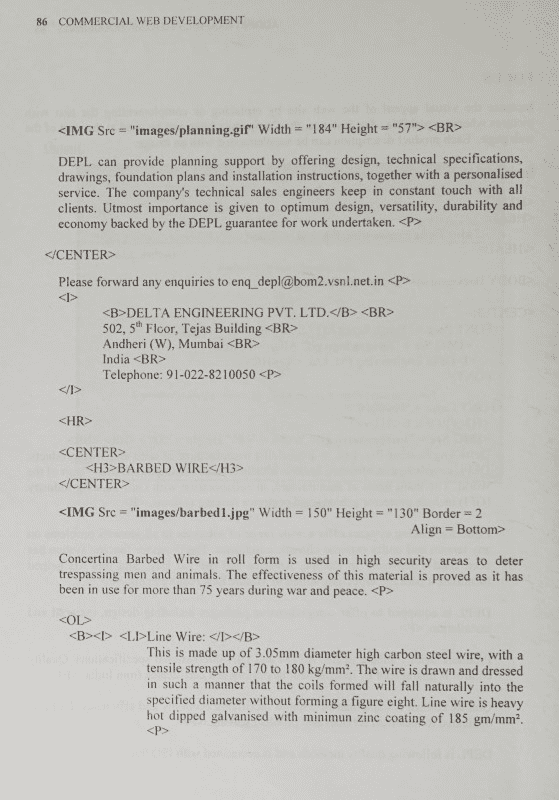 86 COMMERCIAL WEB DEVELOPMENT
<IMG Src = "images/planning.gif" Width = "184" Height = "57"> <BR>
DEPL can provide planning support by offering design, technical specifications,
drawings, foundation plans and installation instructions, together with a personalised
service. The company's technical sales engineers keep in constant touch with all
clients. Utmost importance is given to optimum design, versatility, durability and
economy backed by the DEPL guarantee for work undertaken. <P>
</CENTER>
Please forward any enquiries to enq_depl@bom2.vsnl.net.in <P>
<I>
<B>DELTA ENGINEERING PVT. LTD.</B> <BR>
502, 5th Floor, Tejas Building <BR>
Andheri (W), Mumbai <BR>
India <BR>
Telephone: 91-022-8210050 <P>
</I>
<HR>
<CENTER>
<H3>BARBED WIRE</H3>
</CENTER>
<IMG Src = "images/barbed1.jpg" Width = 150" Height = "130" Border = 2
Align = Bottom>
Concertina Barbed Wire in roll form is used in high security areas to deter
trespassing men and animals. The effectiveness of this material is proved as it has
been in use for more than 75 years during war and peace. <P>
<OL>
<B><I> <LI>Line Wire: </I></B>
This is made up of 3.05mm diameter high carbon steel wire, with a
tensile strength of 170 to 180 kg/mm². The wire is drawn and dressed
in such a manner that the coils formed will fall naturally into the
specified diameter without forming a figure eight. Line wire is heavy
hot dipped galvanised with minimun zinc coating of 185 gm/mm².
<P>